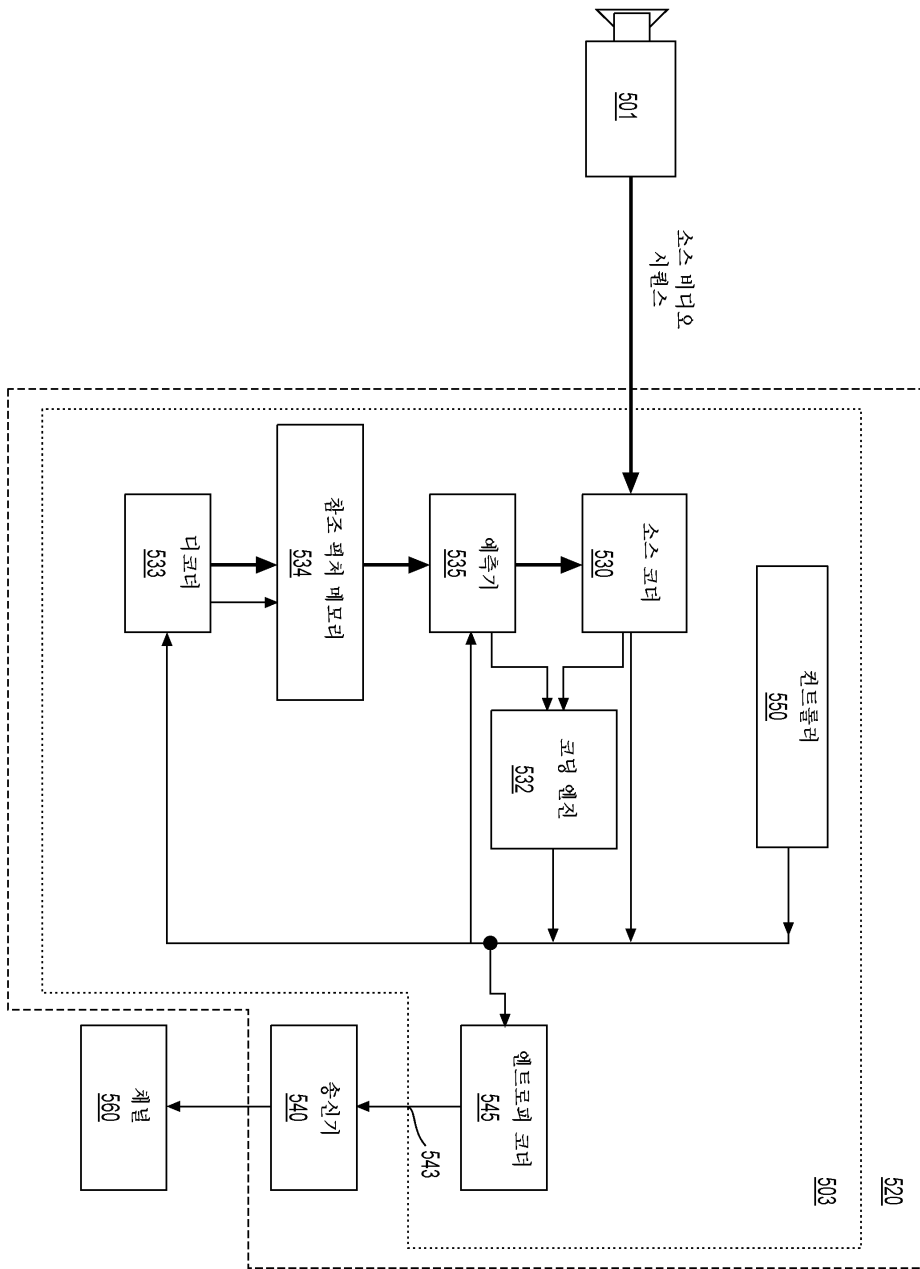 520
503
501
소스 비디오
시퀀스
컨트롤러
550
소스 코더
530
코딩 엔진
532
예측기
535
참조 픽처 메모리
534
디코더
533
엔트로피 코더
545
543
송신기
540
채널
560